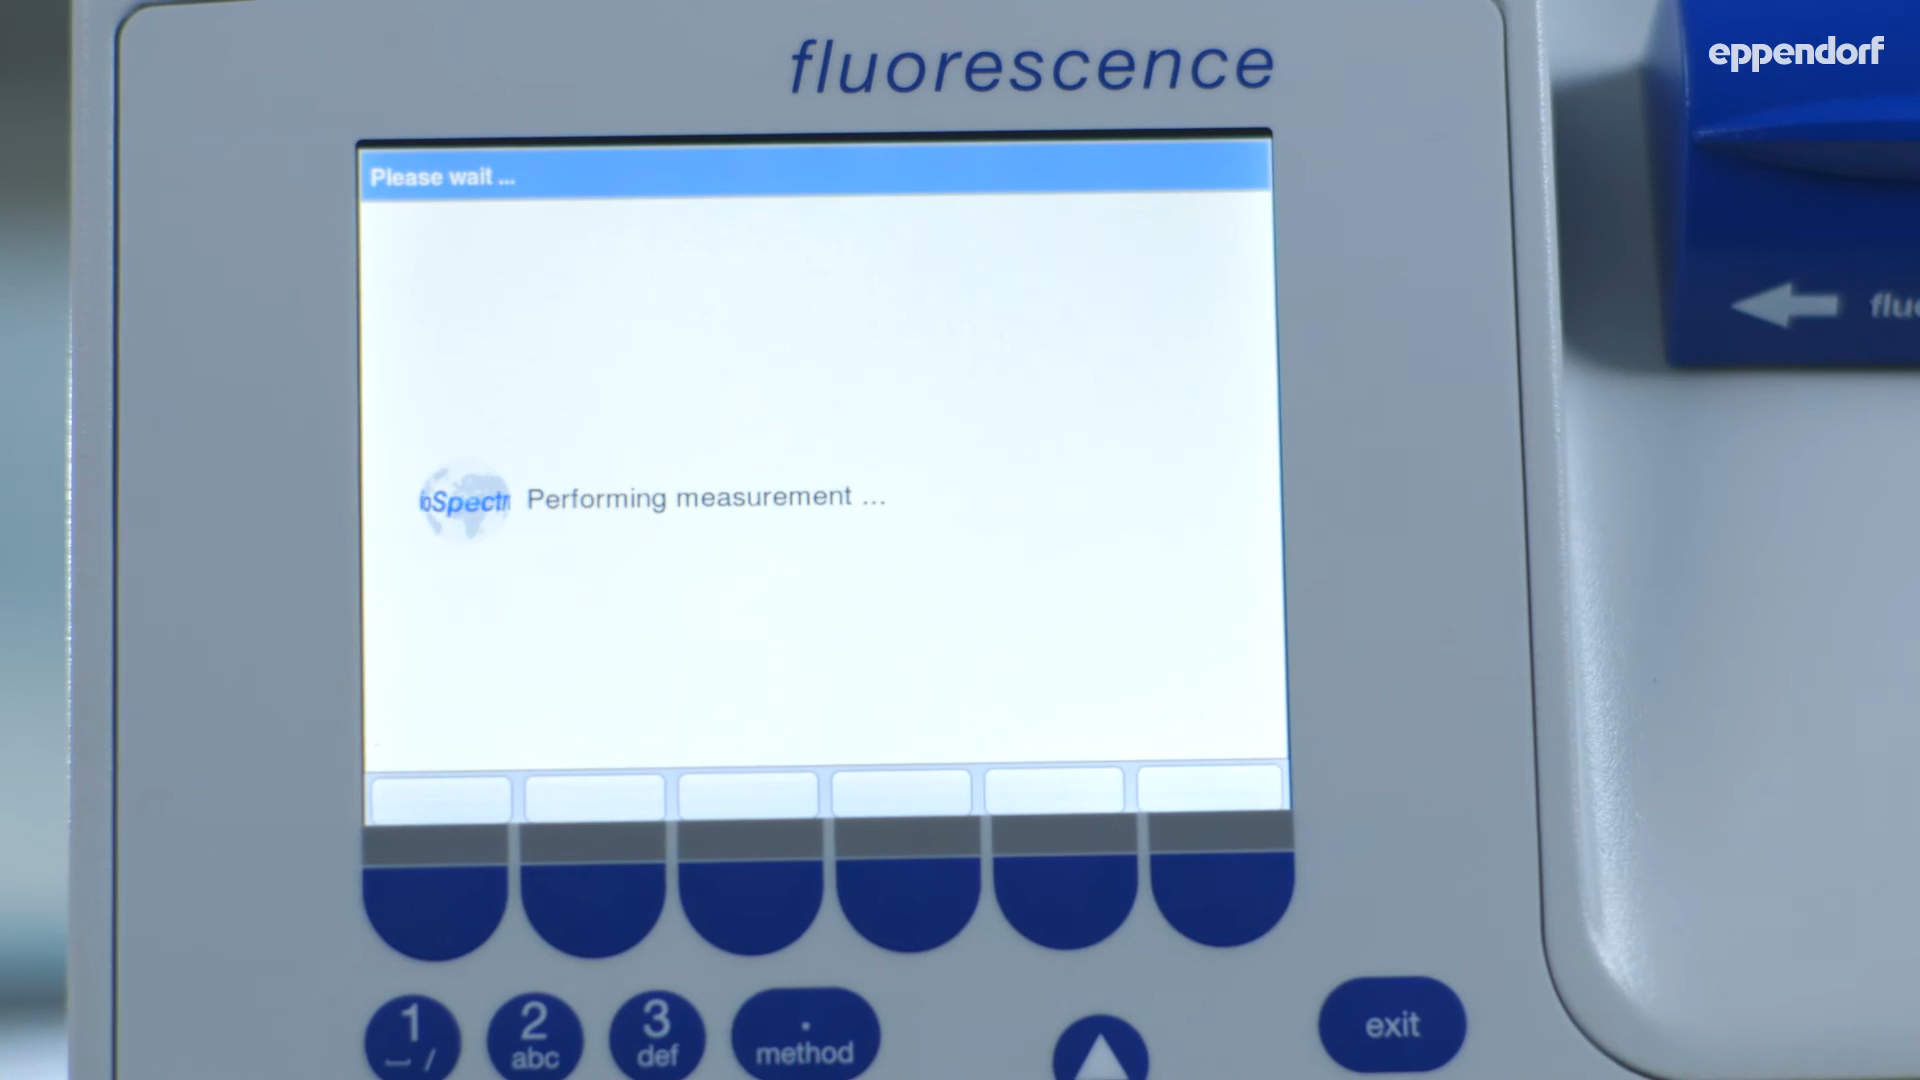 fluorescence
eppendorf
Please wait ...
Performing measurement ...
1
2
abc
3
def
.
method
exit